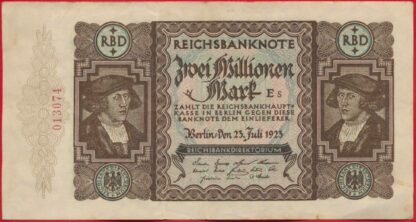 RBD
REICHSBANKNOTE
RBD
Zwei Millionen
Mark
ES
ZAHLT DIE REICHSBANKHAUPT=
KASSE IN BERLIN GEGEN DIESE
BANKNOTE DEM EINLIEFERER
Berlin, den 23. Juli 1923
REICHSBANKDIREKTORIUM
013074